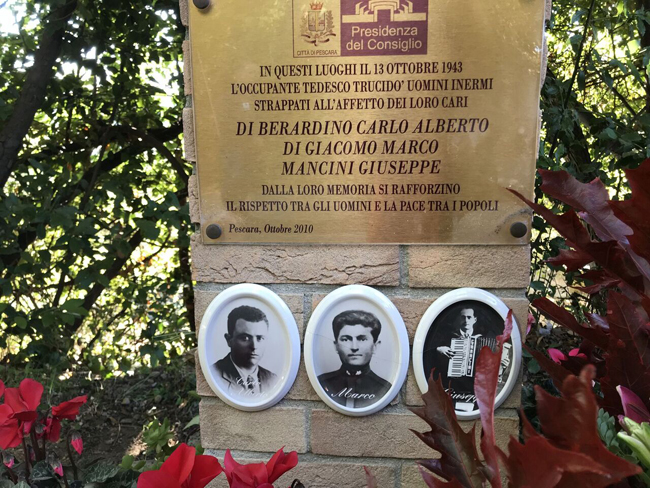 CITTÀ DI PESCARA
Presidenza
del Consiglio
IN QUESTI LUOGHI IL 13 OTTOBRE 1943
L'OCCUPANTE TEDESCO TRUCIDO' UOMINI INERMI
STRAPPATI ALL'AFFETTO DEI LORO CARI
DI BERARDINO CARLO ALBERTO
DI GIACOMO MARCO
MANCINI GIUSEPPE
DALLA LORO MEMORIA SI RAFFORZINO
IL RISPETTO TRA GLI UOMINI E LA PACE TRA I POPOLI
Pescara, Ottobre 2010
Marco